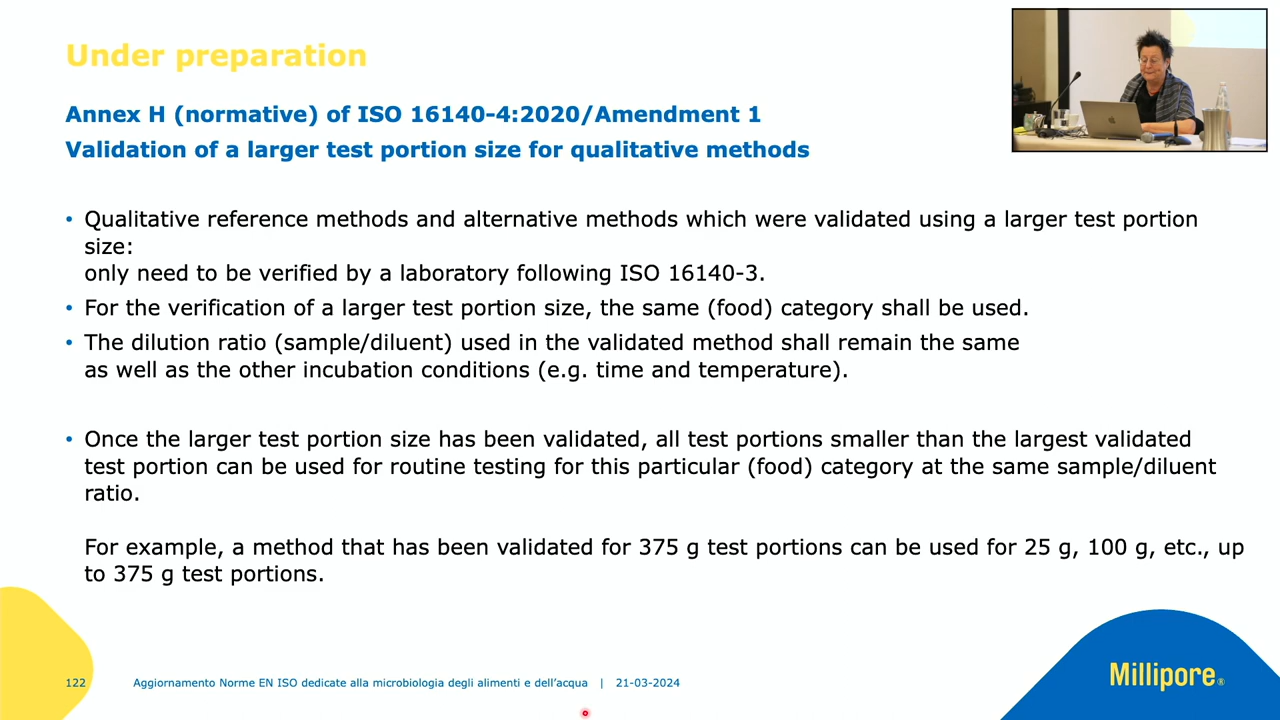 Under preparation
Annex H (normative) of ISO 16140-4:2020/Amendment 1
Validation of a larger test portion size for qualitative methods
• Qualitative reference methods and alternative methods which were validated using a larger test portion
size:
only need to be verified by a laboratory following ISO 16140-3.
• For the verification of a larger test portion size, the same (food) category shall be used.
• The dilution ratio (sample/diluent) used in the validated method shall remain the same
as well as the other incubation conditions (e.g. time and temperature).
• Once the larger test portion size has been validated, all test portions smaller than the largest validated
test portion can be used for routine testing for this particular (food) category at the same sample/diluent
ratio.
For example, a method that has been validated for 375 g test portions can be used for 25 g, 100 g, etc., up
to 375 g test portions.
122 Aggiornamento Norme EN ISO dedicate alla microbiologia degli alimenti e dell'acqua | 21-03-2024
Millipore®